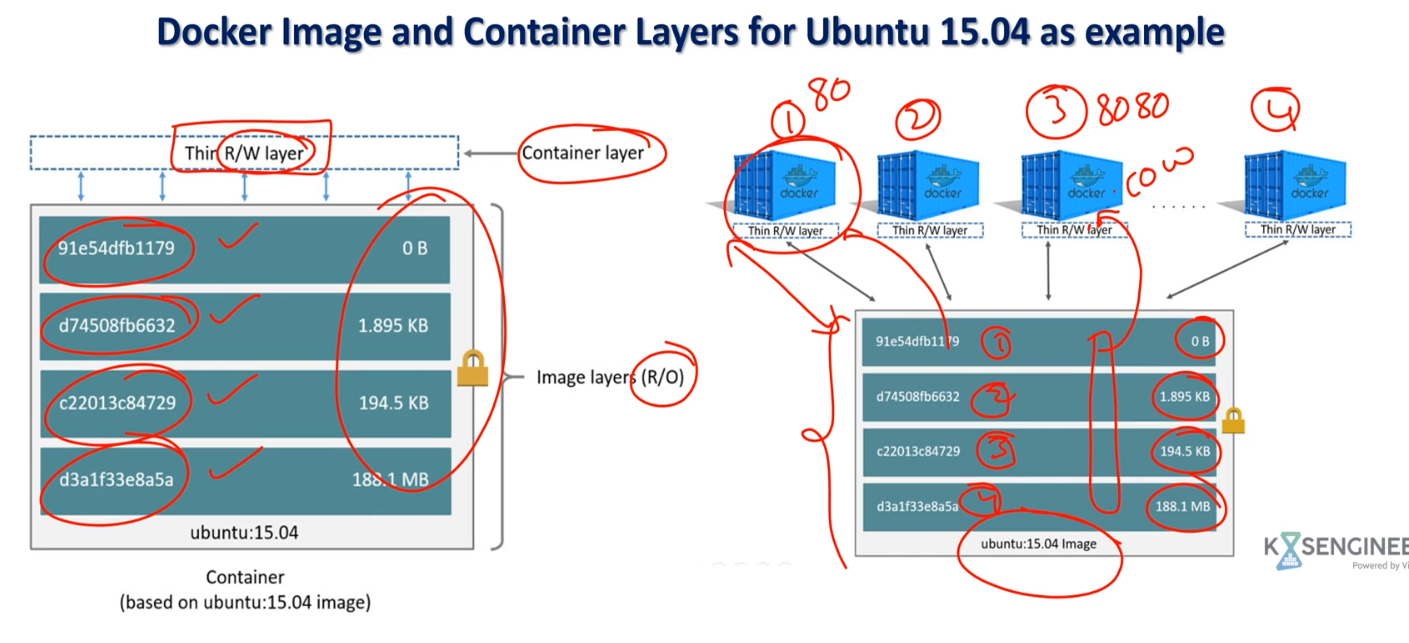 Docker Image and Container Layers for Ubuntu 15.04 as example
Thin R/W layer
Container layer
91e54dfb1179
0 B
d74508fb6632
1.895 KB
c22013c84729
194.5 KB
d3a1f33e8a5a
188.1 MB
ubuntu:15.04
Image layers (R/O)
Container
(based on ubuntu:15.04 image)
1
80
2
3
8080
4
COW
docker
docker
docker
......
docker
Thin R/W layer
Thin R/W layer
Thin R/W layer
Thin R/W layer
91e54dfb1179
1
0 B
d74508fb6632
2
1.895 KB
c22013c84729
3
194.5 KB
d3a1f33e8a5a
4
188.1 MB
ubuntu:15.04 Image
K8SENGINEE
Powered by Vi